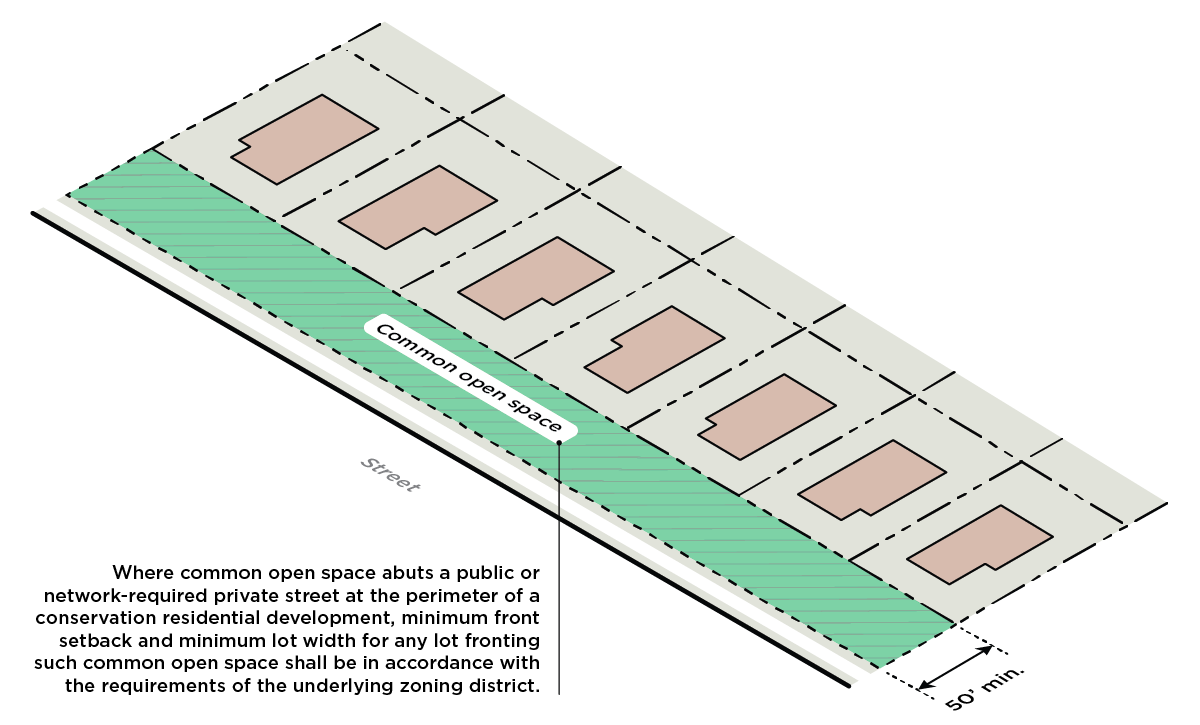 Common open space
Street
Where common open space abuts a public or
network-required private street at the perimeter of a
conservation residential development, minimum front
setback and minimum lot width for any lot fronting
such common open space shall be in accordance with
the requirements of the underlying zoning district.
50' min.